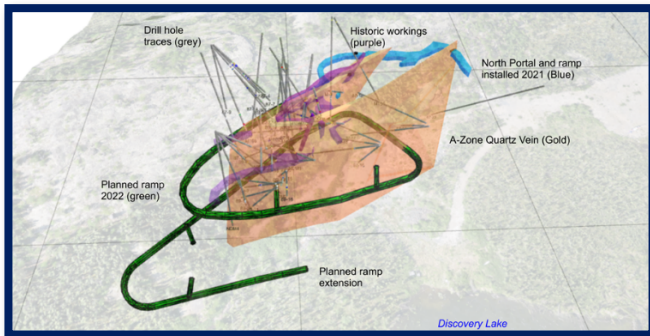 Drill hole
traces (grey)
Historic workings
(purple)
North Portal and ramp
installed 2021 (Blue)
A-Zone Quartz Vein (Gold)
Planned ramp
2022 (green)
Planned ramp
extension
Discovery Lake